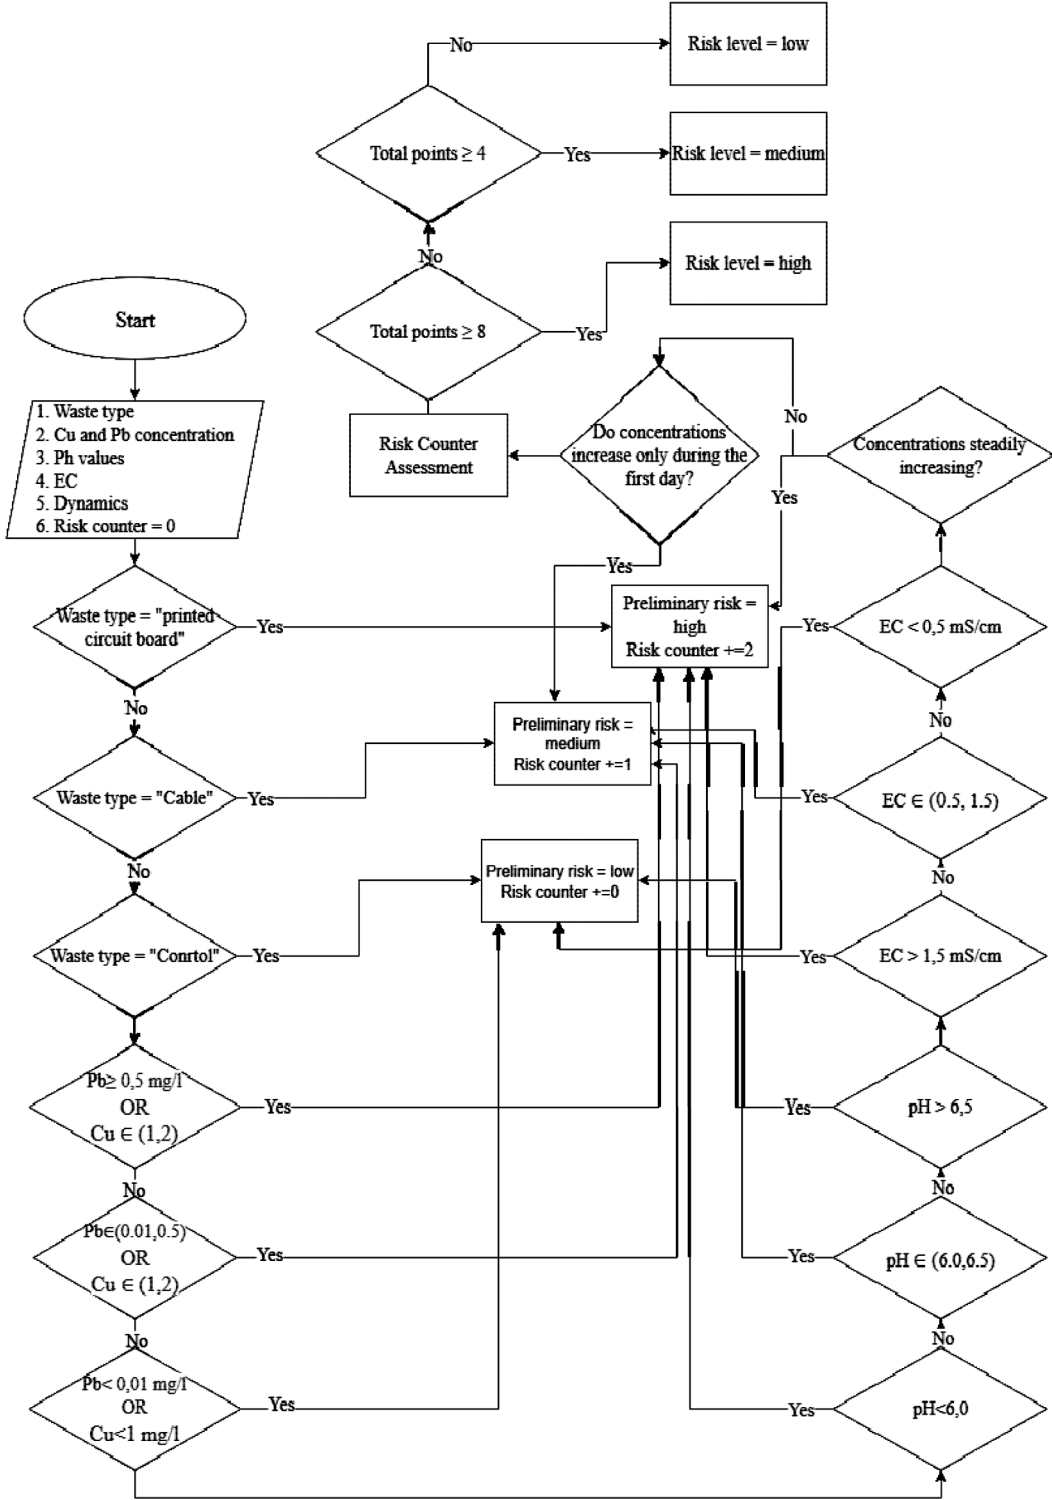 No
Risk level = low
Total points ≥ 4
Yes
Risk level = medium
No
Risk level = high
Total points ≥ 8
Yes
Start
1. Waste type
2. Cu and Pb concentration
3. Ph values
4. EC
5. Dynamics
6. Risk counter = 0
Risk Counter
Assessment
Do concentrations
increase only during the
first day?
No
Concentrations steadily
increasing?
Yes
Yes
Waste type = "printed
circuit board"
Yes
Preliminary risk =
high
Risk counter +=2
Yes
EC < 0,5 mS/cm
No
No
Preliminary risk =
medium
Risk counter +=1
Waste type = "Cable"
Yes
Yes
EC ∈ (0.5, 1.5)
No
No
Preliminary risk = low
Risk counter +=0
Waste type = "Conrtol"
Yes
Yes
EC > 1,5 mS/cm
Pb≥ 0,5 mg/l
OR
Cu ∈ (1,2)
Yes
Yes
pH > 6,5
No
No
Pb∈(0.01,0.5)
OR
Cu ∈ (1,2)
Yes
Yes
pH ∈ (6.0,6.5)
No
No
Pb< 0,01 mg/l
OR
Cu<1 mg/l
Yes
Yes
pH<6,0